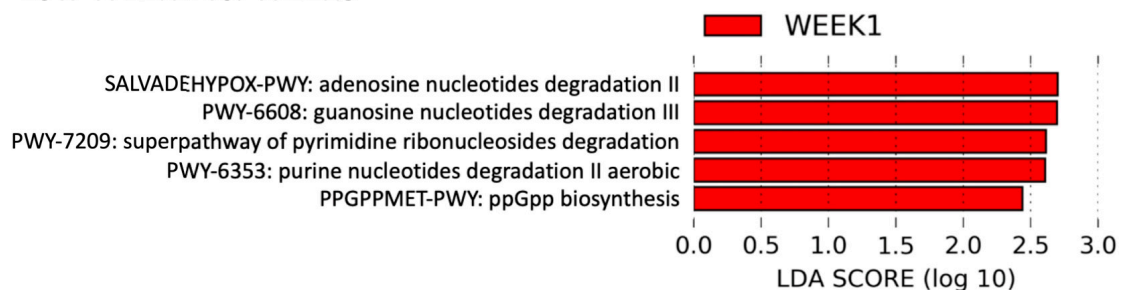 WEEK1
SALVADEHYPOX-PWY: adenosine nucleotides degradation II
PWY-6608: guanosine nucleotides degradation III
PWY-7209: superpathway of pyrimidine ribonucleosides degradation
PWY-6353: purine nucleotides degradation II aerobic
PPGPPMET-PWY: ppGpp biosynthesis
0.0 0.5 1.0 1.5 2.0 2.5 3.0
LDA SCORE (log 10)